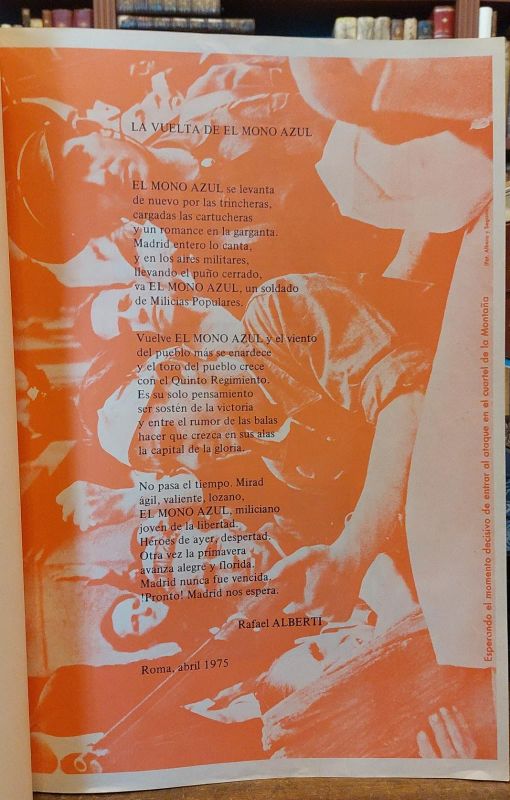 LA VUELTA DE EL MONO AZUL
EL MONO AZUL se levanta
de nuevo por las trincheras,
cargadas las cartucheras
y un romance en la garganta.
Madrid entero lo canta,
y en los aires militares,
llevando el puño cerrado,
va EL MONO AZUL, un soldado
de Milicias Populares.
Vuelve EL MONO AZUL y el viento
del pueblo más se enardece
y el toro del pueblo crece
con el Quinto Regimiento.
Es su solo pensamiento
ser sostén de la victoria
y entre el rumor de las balas
hacer que crezca en sus alas
la capital de la gloria.
No pasa el tiempo. Mirad
ágil, valiente, lozano,
EL MONO AZUL, miliciano
joven de la libertad.
Héroes de ayer, despertad.
Otra vez la primavera
avanza alegre y florida.
Madrid nunca fue vencida.
!Pronto! Madrid nos espera.
Rafael ALBERTI
Roma, abril 1975
Esperando el momento decisivo de entrar al ataque en el cuartel de la Montaña